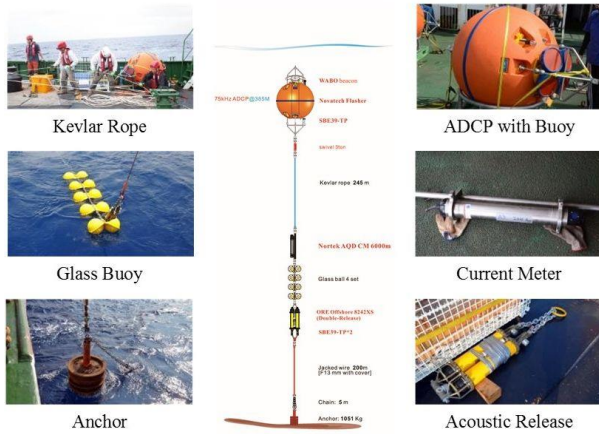 Kevlar Rope
Glass Buoy
Anchor
WABO beacon
75kHz ADCP@355M
Novatech Flasher
SBE39-TP
swivel 5ton
Kevlar rope 245 m
Nortek AQD CM 6000m
Glass ball 4 set
ORE Offshore 8242XS
(Double-Release)
SBE39-TP*2
Jacked wire 200m
[F13 mm with cover]
Chain: 5 m
Anchor: 1051 Kg
ADCP with Buoy
Current Meter
Acoustic Release